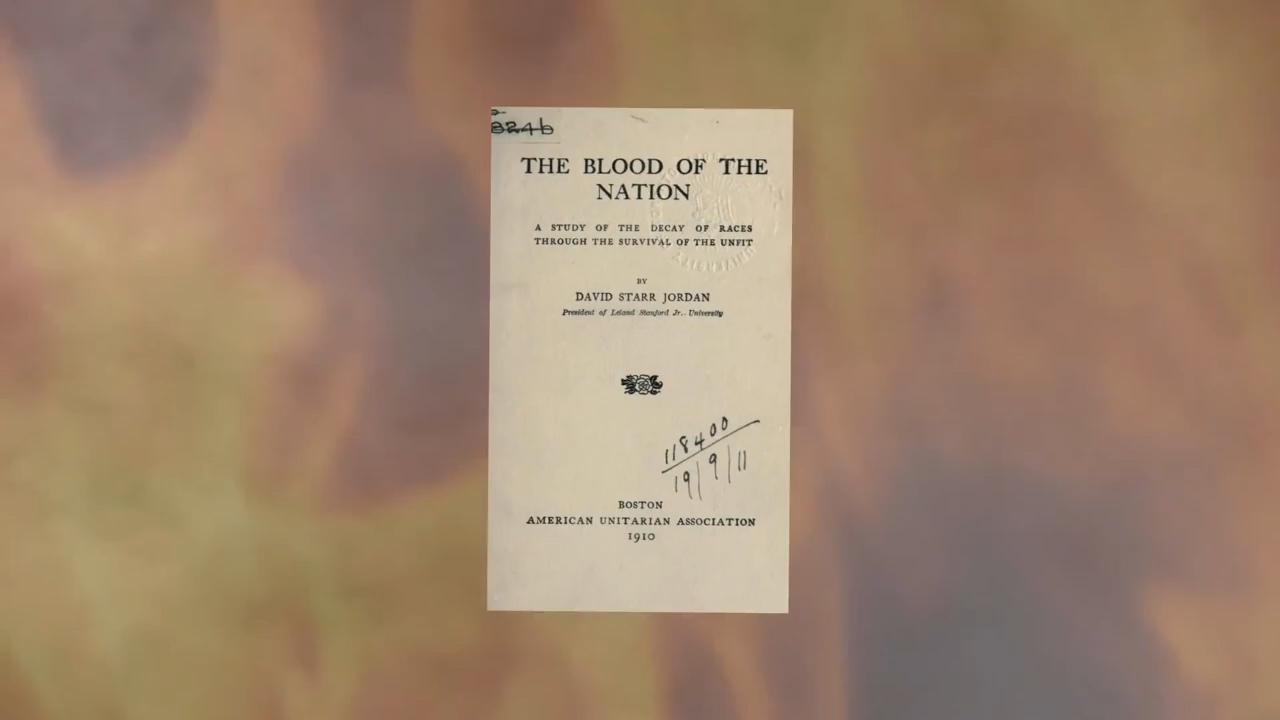 824b
THE BLOOD OF THE
NATION
A STUDY OF THE DECAY OF RACES
THROUGH THE SURVIVAL OF THE UNFIT
BY
DAVID STARR JORDAN
President of Leland Stanford Jr. University
118400
19/9/11
BOSTON
AMERICAN UNITARIAN ASSOCIATION
1910